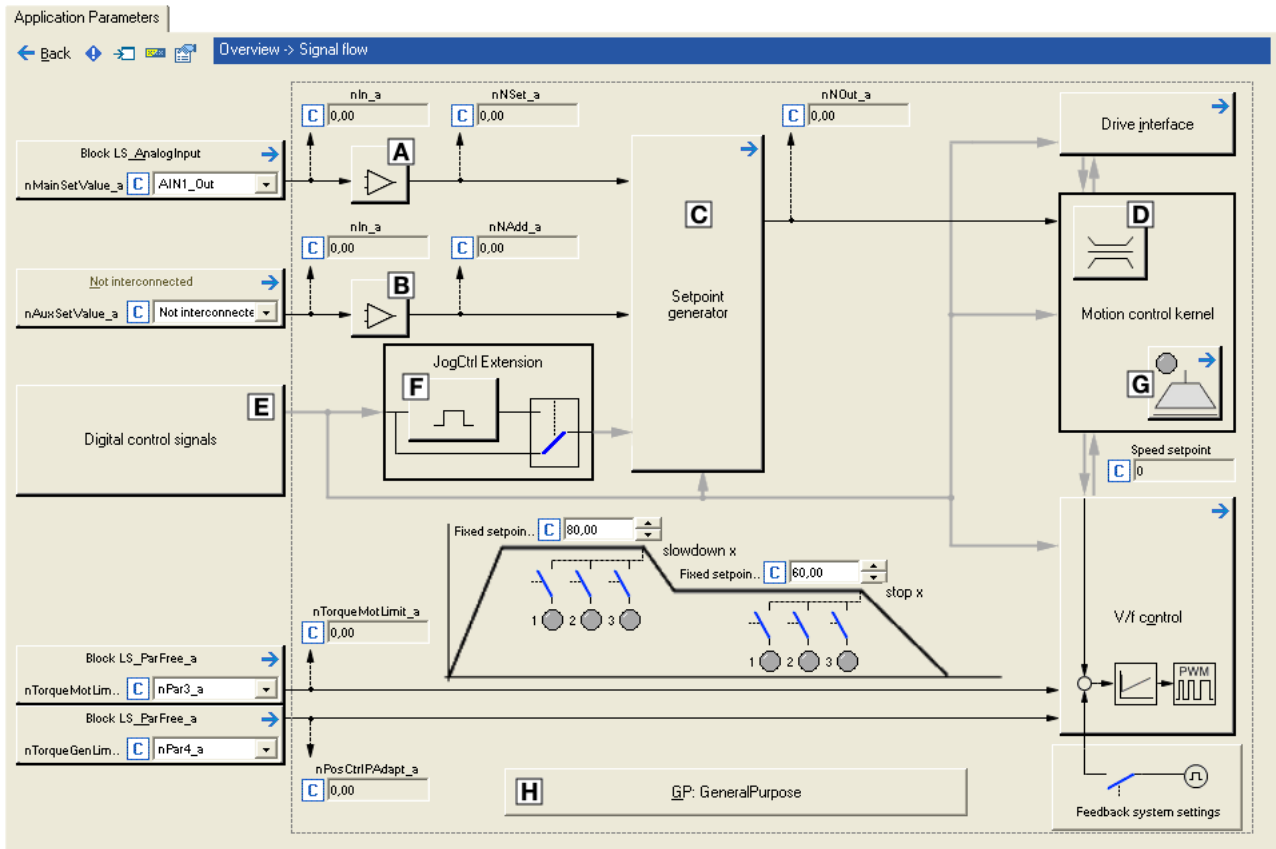 Application Parameters
Back
Overview -> Signal flow
nIn_a
C 0,00
nNSet_a
C 0,00
nNOut_a
C 0,00
Drive interface
Block LS_AnalogInput
nMainSetValue_a C AIN1_Out
A
C
Setpoint generator
D
nIn_a
C 0,00
nNAdd_a
C 0,00
Not interconnected
nAuxSetValue_a C Not interconnecte
B
Motion control kernel
G
JogCtrl Extension
F
E
Digital control signals
Speed setpoint
C 0
Fixed setpoin.. C 80,00
slowdown x
Fixed setpoin.. C 60,00
stop x
1 2 3
1 2 3
nTorqueMotLimit_a
C 0,00
V/f control
PWM
Block LS_ParFree_a
nTorqueMotLim.. C nPar3_a
Block LS_ParFree_a
nTorqueGenLim.. C nPar4_a
nPosCtrlPAdapt_a
C 0,00
H
GP: GeneralPurpose
Feedback system settings